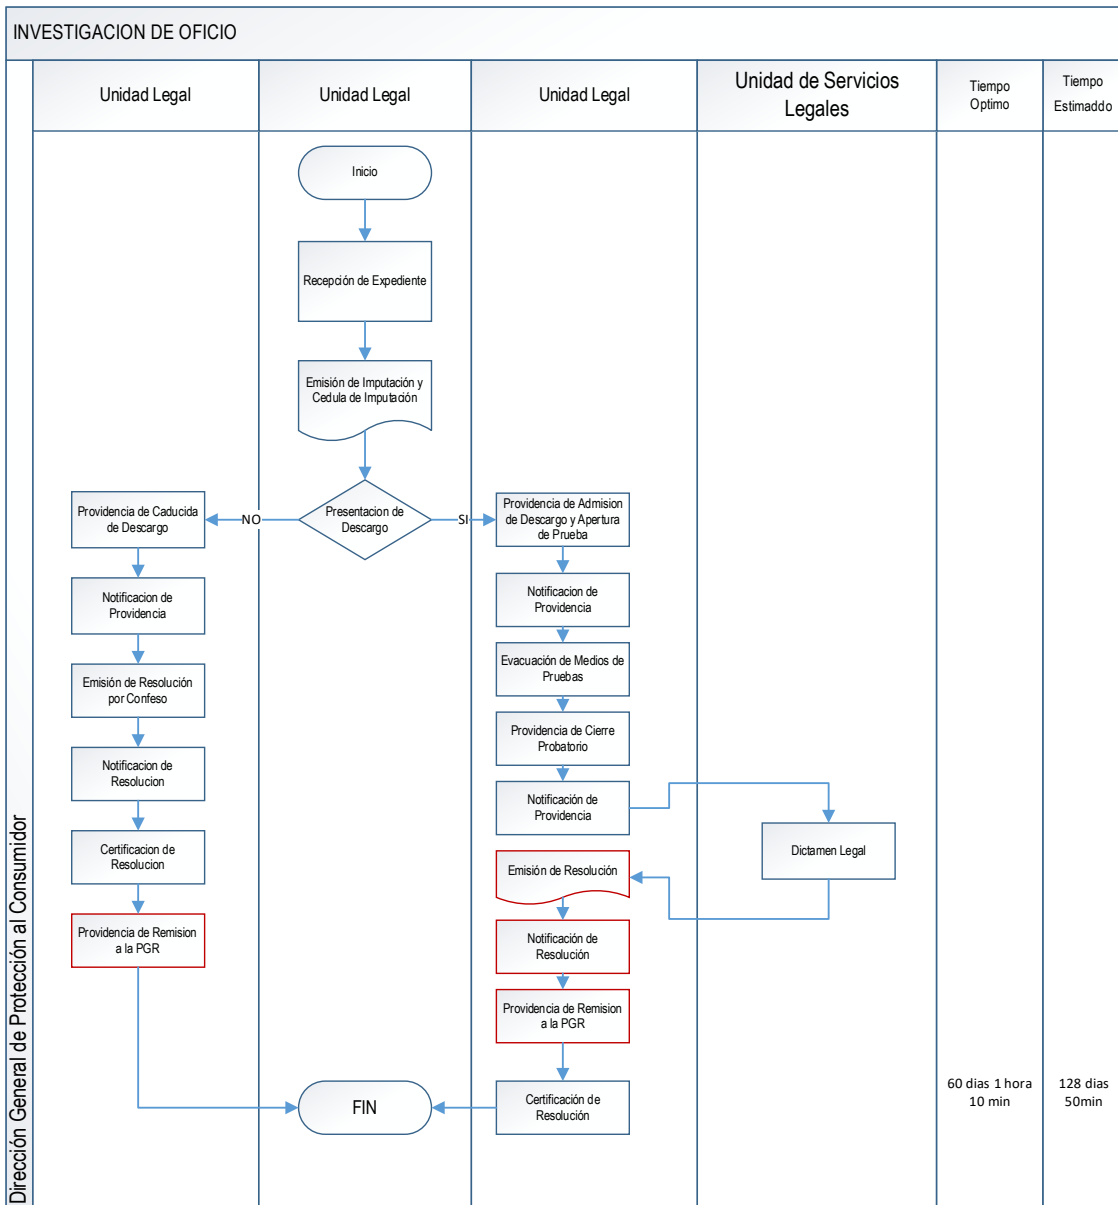 INVESTIGACION DE OFICIO
Unidad Legal
Unidad Legal
Unidad Legal
Unidad de Servicios
Legales
Tiempo
Optimo
Tiempo
Estimaddo
Dirección General de Protección al Consumidor
Inicio
Recepción de Expediente
Emisión de Imputación y
Cedula de Imputación
Presentacion de
Descargo
NO
SI
Providencia de Caducida
de Descargo
Notificacion de
Providencia
Emisión de Resolución
por Confeso
Notificacion de
Resolucion
Certificacion de
Resolucion
Providencia de Remision
a la PGR
Providencia de Admision
de Descargo y Apertura
de Prueba
Notificacion de
Providencia
Evacuación de Medios de
Pruebas
Providencia de Cierre
Probatorio
Notificación de
Providencia
Dictamen Legal
Emisión de Resolución
Notificación de
Resolución
Providencia de Remision
a la PGR
Certificación de
Resolución
FIN
60 dias 1 hora
10 min
128 dias
50min